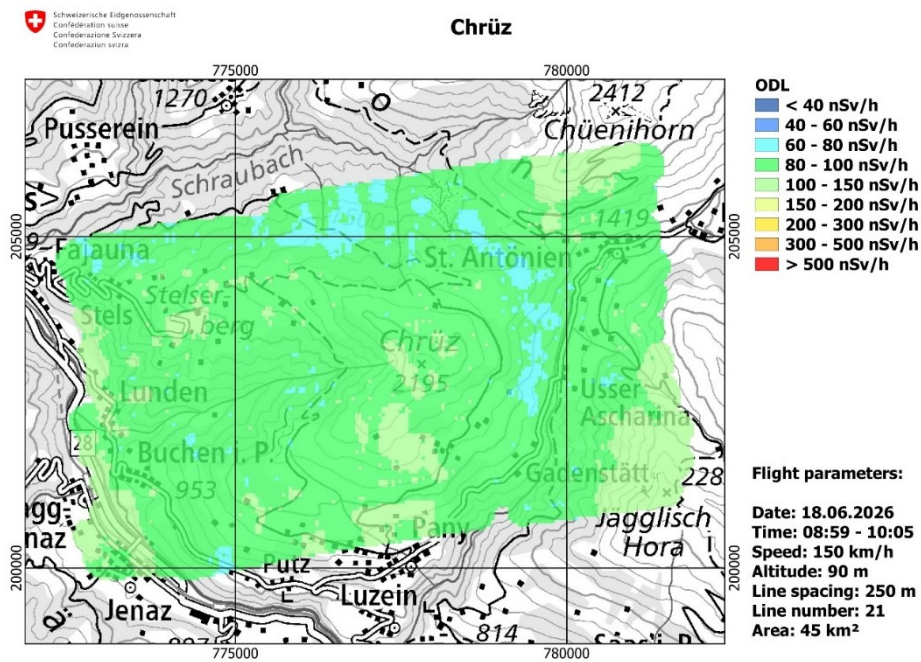 Schweizerische Eidgenossenschaft
Confédération suisse
Confederazione Svizzera
Confederaziun svizra
Chrüz
775000
780000
ODL
< 40 nSv/h
40 - 60 nSv/h
60 - 80 nSv/h
80 - 100 nSv/h
100 - 150 nSv/h
150 - 200 nSv/h
200 - 300 nSv/h
300 - 500 nSv/h
> 500 nSv/h
1270
2412
Pusserein
Chüenihorn
Schraubach
1419
205000
205000
Fajauna
St. Antönien
Stelser-
berg
Stels
Chrüz
2195
Lunden
Usser
Ascharina
28
Buchen i. P.
Gadenstätt
953
228
Pany
Jägglisch
Hora
Putz
200000
200000
Jenaz
Luzein
814
775000
780000
Flight parameters:
Date: 18.06.2026
Time: 08:59 - 10:05
Speed: 150 km/h
Altitude: 90 m
Line spacing: 250 m
Line number: 21
Area: 45 km²